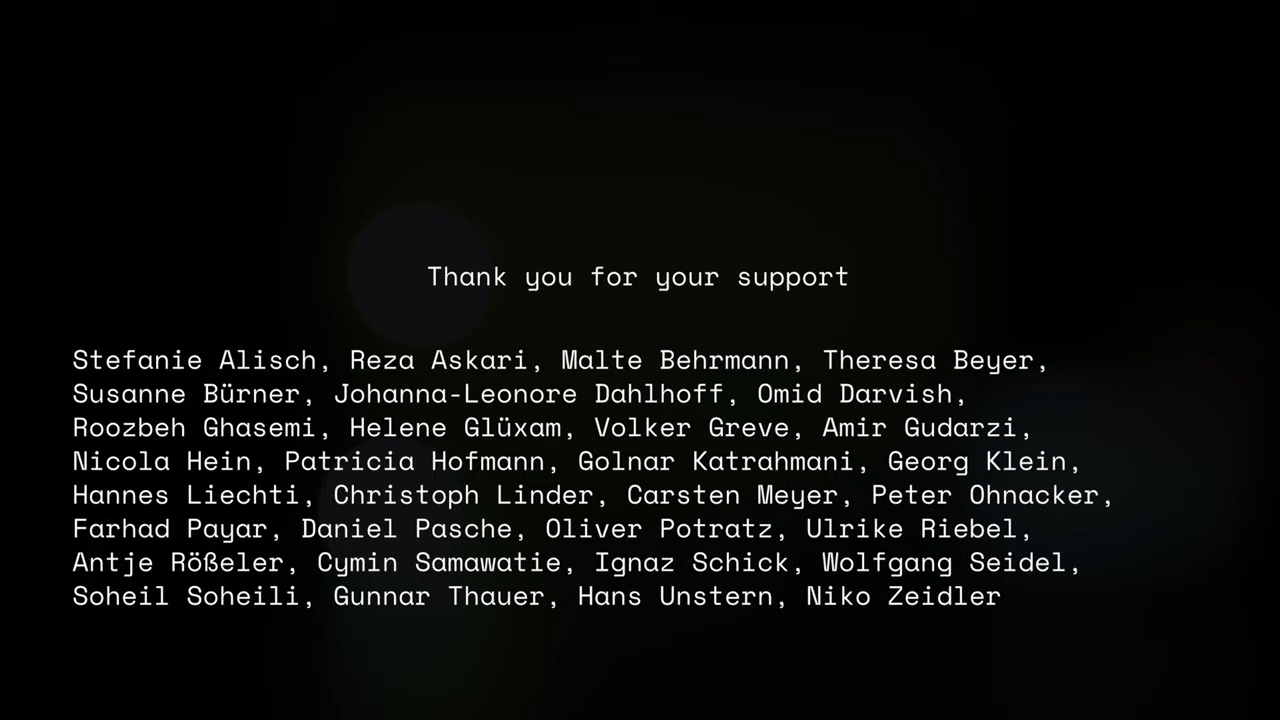 Thank you for your support
Stefanie Alisch, Reza Askari, Malte Behrmann, Theresa Beyer,
Susanne Bürner, Johanna-Leonore Dahlhoff, Omid Darvish,
Roozbeh Ghasemi, Helene Glüxam, Volker Greve, Amir Gudarzi,
Nicola Hein, Patricia Hofmann, Golnar Katrahmani, Georg Klein,
Hannes Liechti, Christoph Linder, Carsten Meyer, Peter Ohnacker,
Farhad Payar, Daniel Pasche, Oliver Potratz, Ulrike Riebel,
Antje Rößeler, Cymin Samawatie, Ignaz Schick, Wolfgang Seidel,
Soheil Soheili, Gunnar Thauer, Hans Unstern, Niko Zeidler